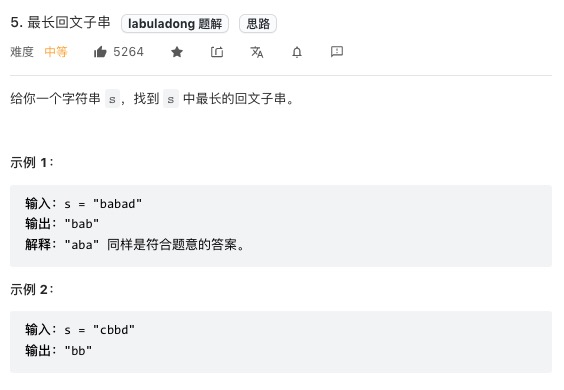 5. 最长回文子串 labuladong 题解 思路
难度 中等 5264
给你一个字符串 s，找到 s 中最长的回文子串。
示例 1：
输入：s = "babad"
输出："bab"
解释："aba" 同样是符合题意的答案。
示例 2：
输入：s = "cbbd"
输出："bb"